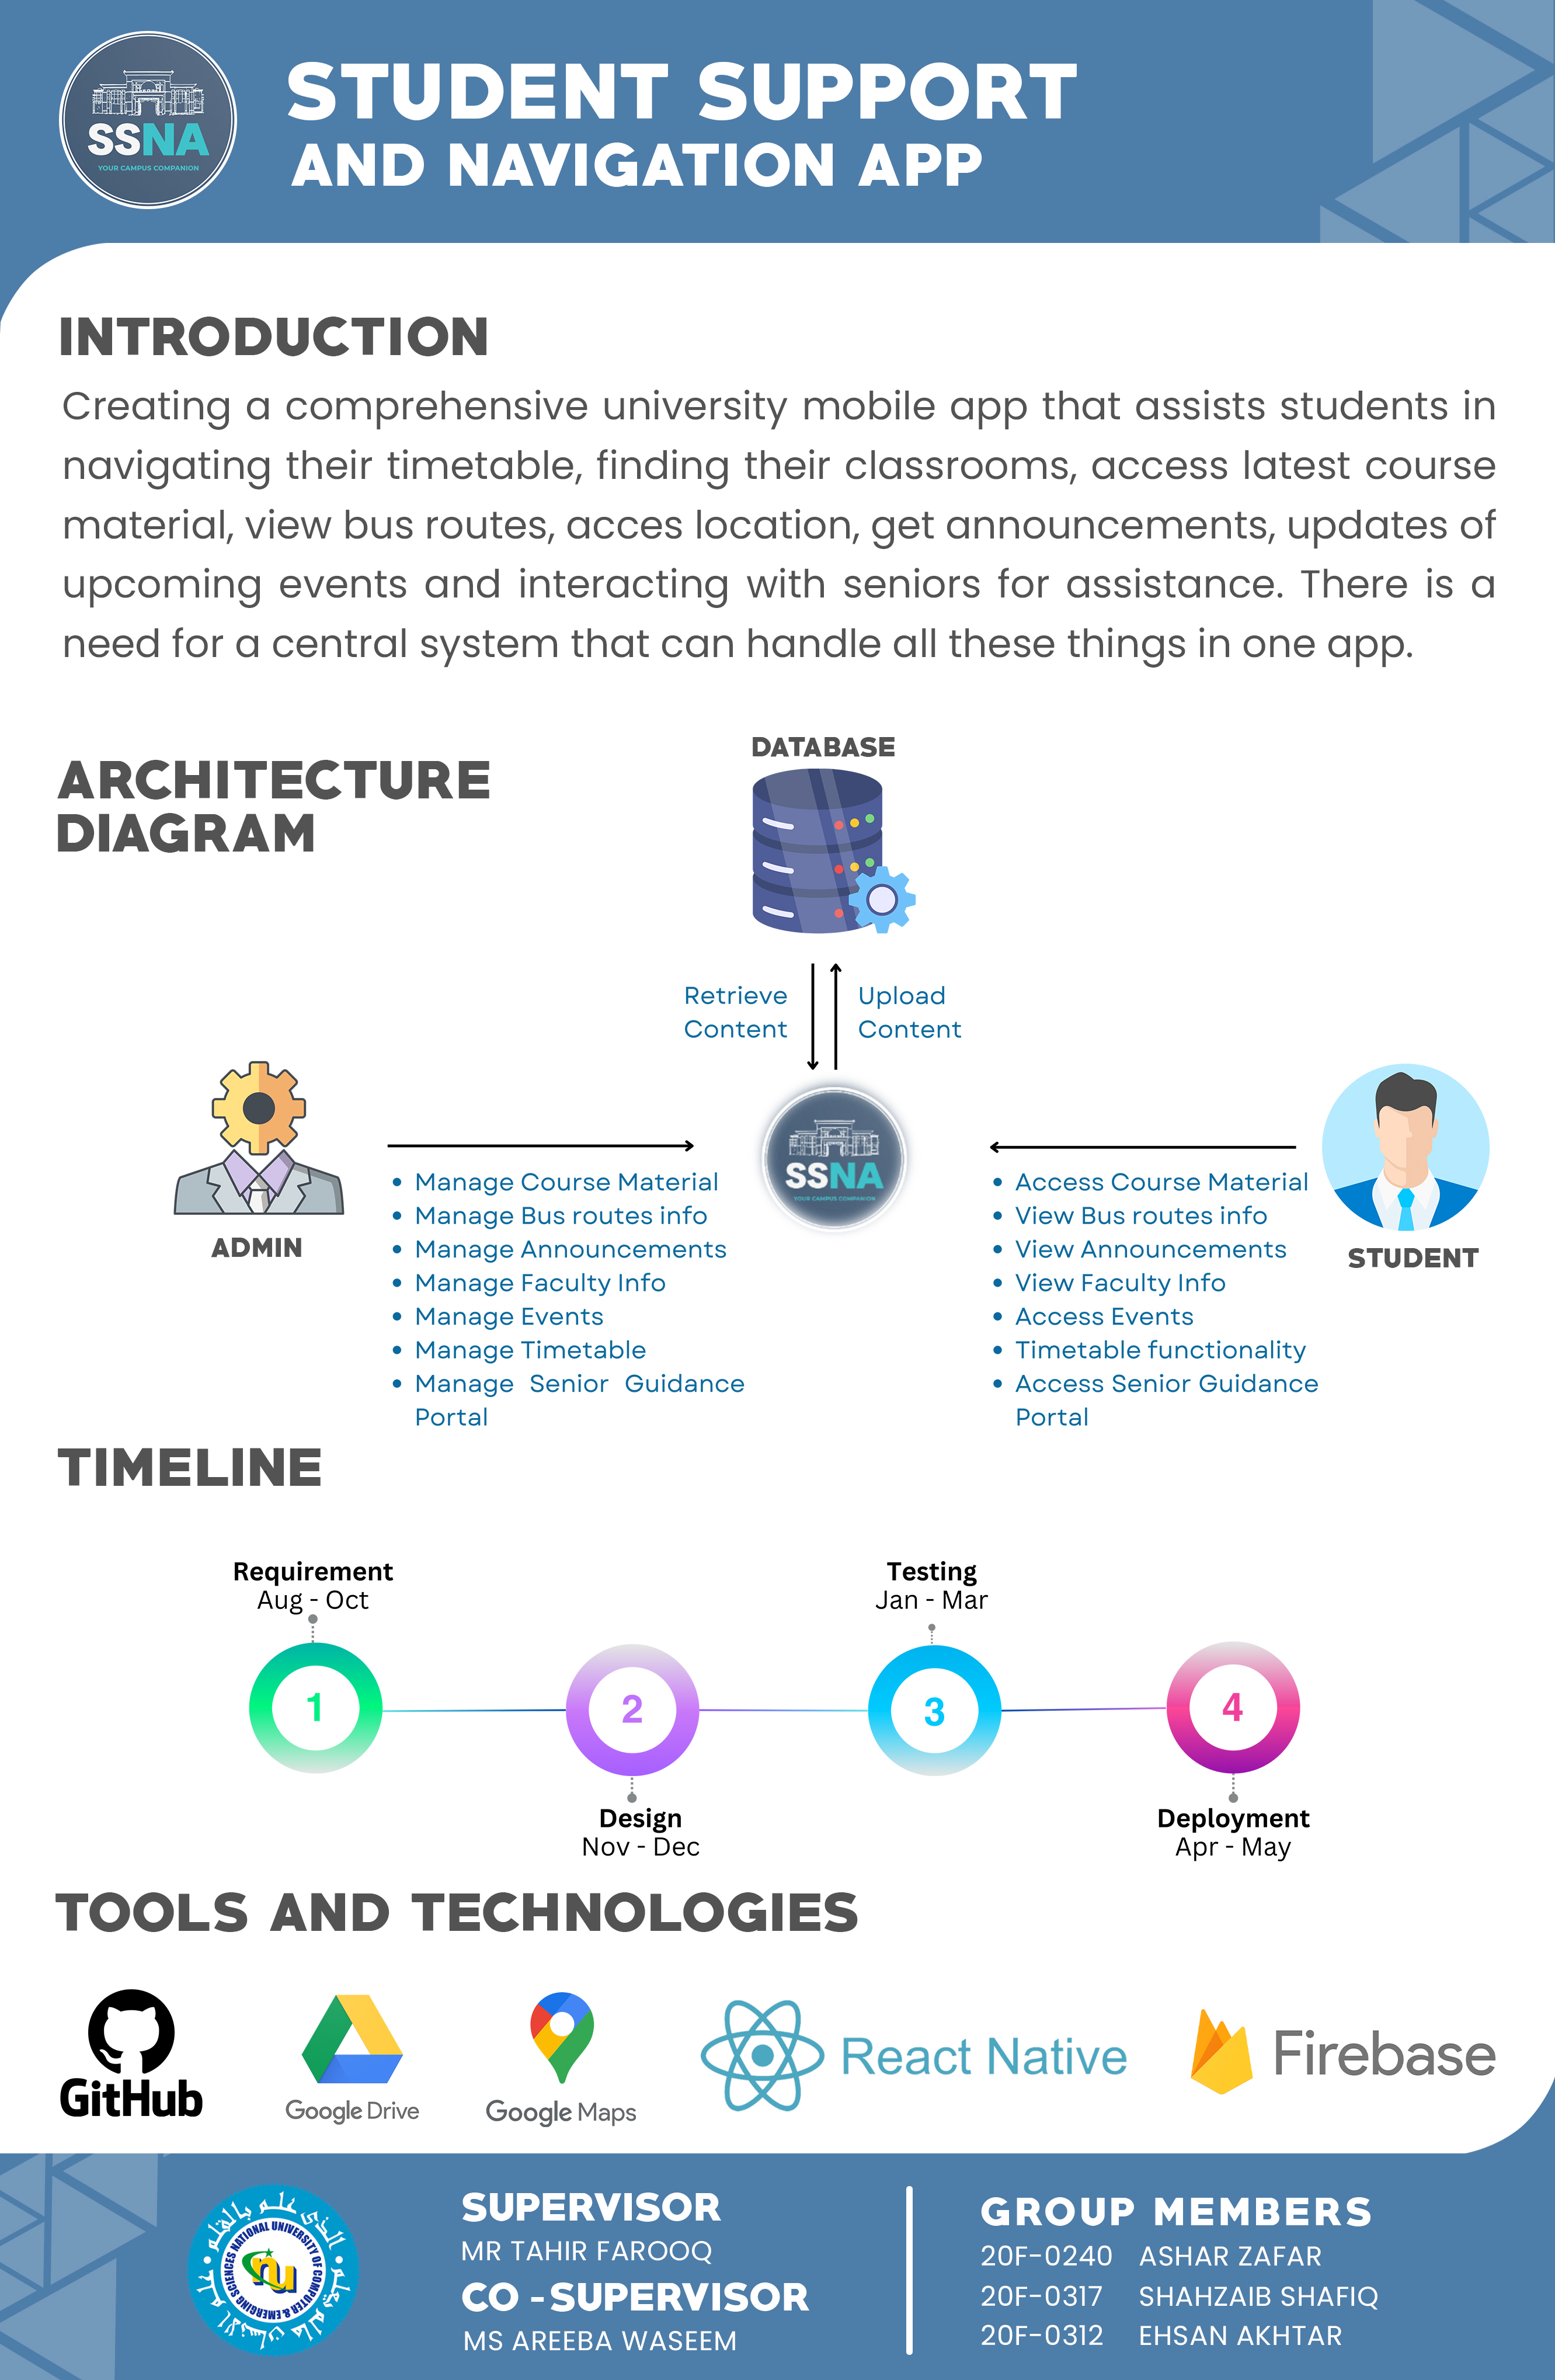 SSNA
YOUR CAMPUS COMPANION
STUDENT SUPPORT
AND NAVIGATION APP
INTRODUCTION
Creating a comprehensive university mobile app that assists students in
navigating their timetable, finding their classrooms, access latest course
material, view bus routes, acces location, get announcements, updates of
upcoming events and interacting with seniors for assistance. There is a
need for a central system that can handle all these things in one app.
ARCHITECTURE
DIAGRAM
DATABASE
Retrieve
Content
Upload
Content
ADMIN
• Manage Course Material
• Manage Bus routes info
• Manage Announcements
• Manage Faculty Info
• Manage Events
• Manage Timetable
• Manage Senior Guidance
Portal
SSNA
YOUR CAMPUS COMPANION
• Access Course Material
• View Bus routes info
• View Announcements
• View Faculty Info
• Access Events
• Timetable functionality
• Access Senior Guidance
Portal
STUDENT
TIMELINE
Requirement
Aug - Oct
Testing
Jan - Mar
1
2
3
4
Design
Nov - Dec
Deployment
Apr - May
TOOLS AND TECHNOLOGIES
GitHub
Google Drive
Google Maps
React Native
Firebase
NATIONAL UNIVERSITY OF COMPUTER & EMERGING SCIENCES
nu
SUPERVISOR
MR TAHIR FAROOQ
CO -SUPERVISOR
MS AREEBA WASEEM
GROUP MEMBERS
20F-0240 ASHAR ZAFAR
20F-0317 SHAHZAIB SHAFIQ
20F-0312 EHSAN AKHTAR